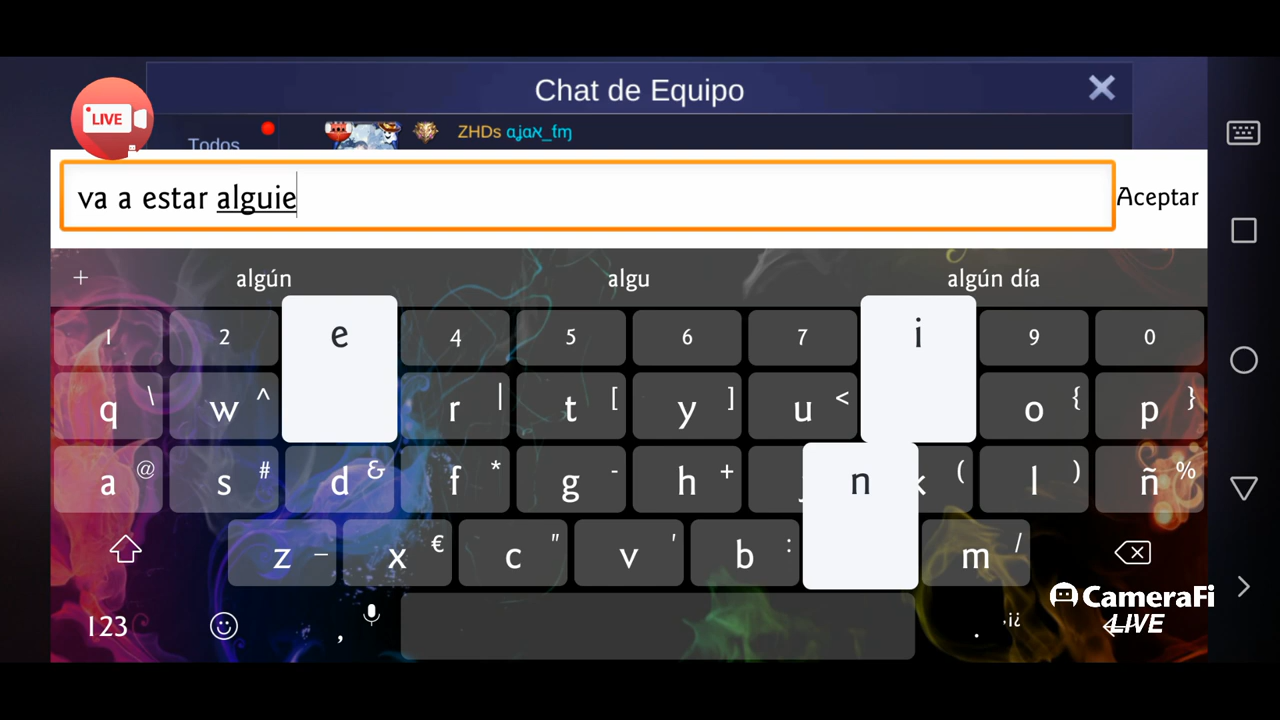 Chat de Equipo
LIVE
Todos
ZHDs ajax_fm
va a estar alguie
Aceptar
+ algún algu algún día
1 2 e 4 5 6 7 i 9 0
q \ w ^ r | t [ y ] u < o { p }
a @ s # d & f * g - h + k ( l ) ñ %
n
z _ x € c " v ' b : m /
123 , . ,i¿
CameraFi
LIVE